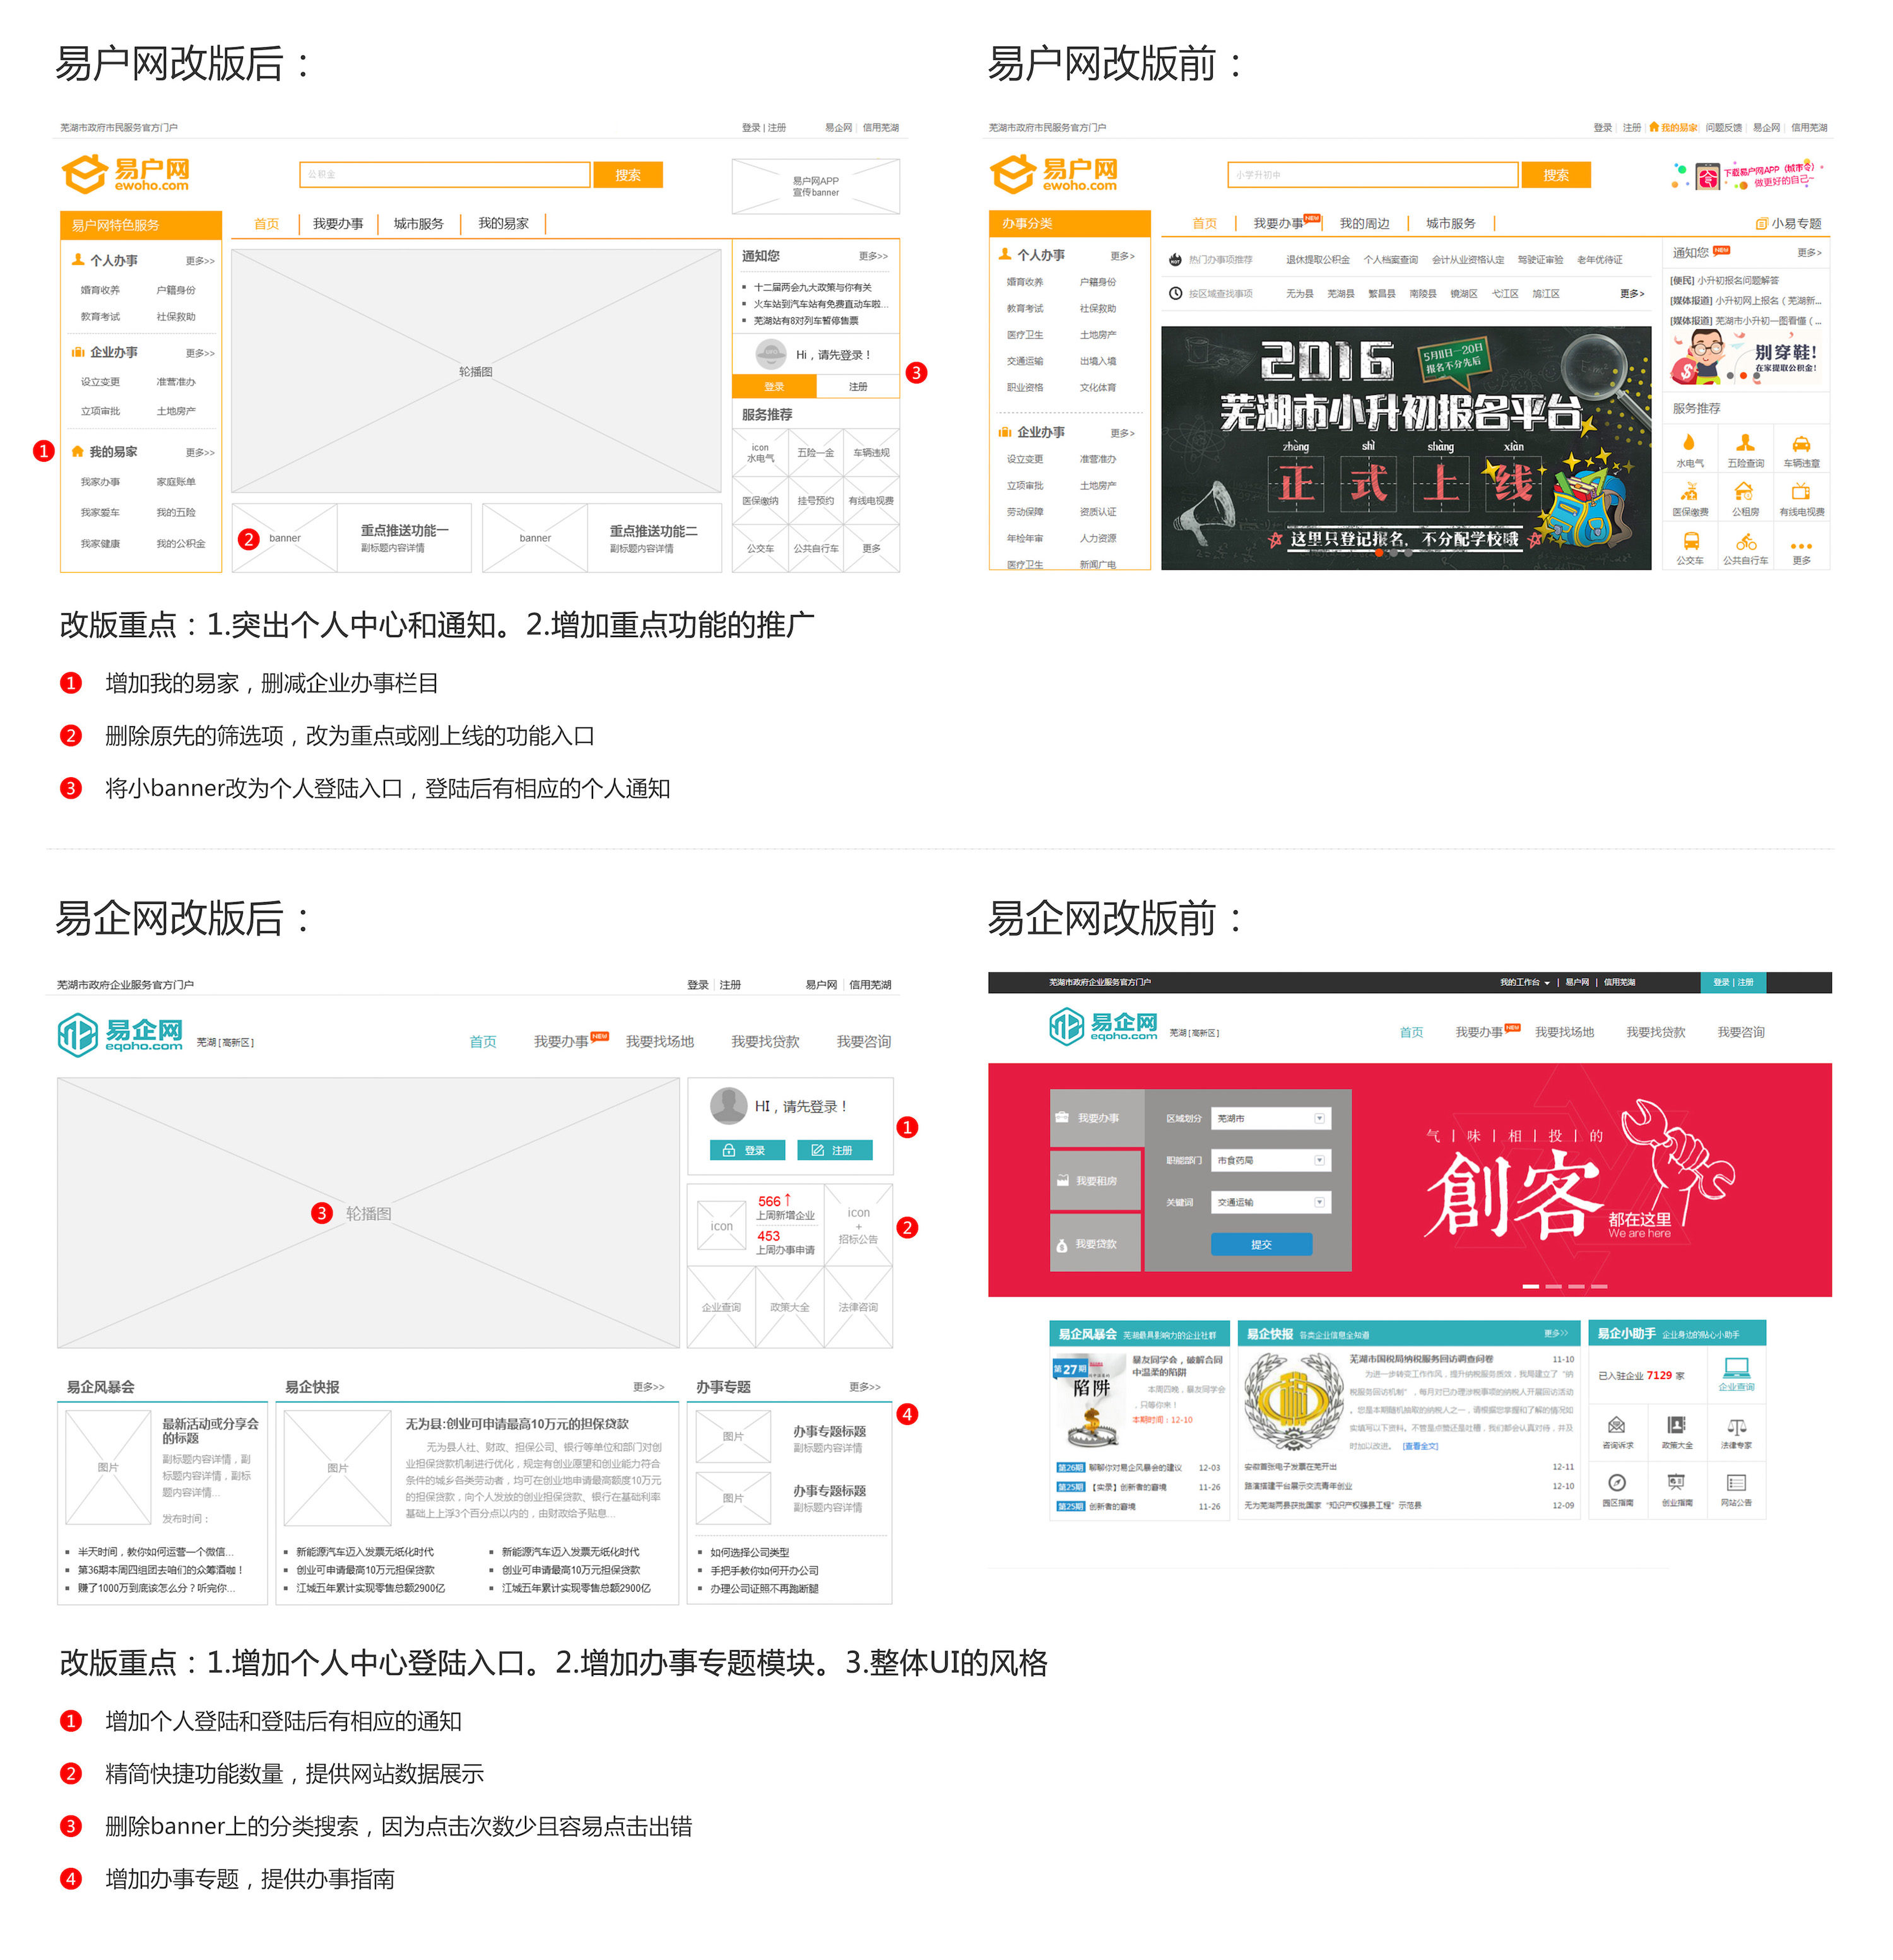 易户网改版后：
芜湖市政府市民服务官方门户
登录 | 注册
易企网 | 信用芜湖
易户网
ewoho.com
公积金
搜索
易户网APP
宣传banner
易户网特色服务
首页
我要办事
城市服务
我的易家
个人办事 更多>>
婚育收养 户籍身份
教育考试 社保救助
企业办事 更多>>
设立变更 准营准办
立项审批 土地房产
我的易家 更多>>
我家办事 家庭账单
我家爱车 我的五险
我家健康 我的公积金
1
轮播图
2
banner
重点推送功能一
副标题内容详情
banner
重点推送功能二
副标题内容详情
通知您 更多>>
十二届两会九大政策与你有关
火车站到汽车站有免费直动车啦...
芜湖站有8对列车暂停售票
Hi，请先登录！
登录 注册
3
服务推荐
icon
水电气
五险一金
车辆违规
医保缴纳
挂号预约
有线电视费
公交车
公共自行车
更多
易户网改版前：
芜湖市政府市民服务官方门户
登录 | 注册 | 我的易家 | 问题反馈 | 易企网 | 信用芜湖
易户网
ewoho.com
小学升初中
搜索
下载易户网APP（城市令）
做更好的自己~
办事分类
首页
我要办事 NEW
我的周边
城市服务
小易专题
个人办事 更多>
婚育收养 户籍身份
教育考试 社保救助
医疗卫生 土地房产
交通运输 出境入境
职业资格 文化体育
企业办事 更多>
设立变更 准营准办
立项审批 土地房产
劳动保障 资质认证
年检年审 人力资源
医疗卫生 新闻广电
热门办事项推荐 退休提取公积金 个人档案查询 会计从业资格认定 驾驶证审验 老年优待证
按区域查找事项 无为县 芜湖县 繁昌县 南陵县 镜湖区 弋江区 鸠江区 更多>
2016
5月11日—20日
报名不分先后
芜湖市小升初报名平台
zhèng shì shàng xiàn
正式上线
这里只登记报名，不分配学校哦
通知您 NEW 更多>
[便民] 小升初报名问题解答
[媒体报道] 小升初网上报名（芜湖新...
[媒体报道] 芜湖市小升初一图看懂（...
别穿鞋!
在家提取公积金!
服务推荐
水电气 五险查询 车辆违章
医保缴费 公租房 有线电视费
公交车 公共自行车 更多
改版重点：1.突出个人中心和通知。2.增加重点功能的推广
1 增加我的易家，删减企业办事栏目
2 删除原先的筛选项，改为重点或刚上线的功能入口
3 将小banner改为个人登陆入口，登陆后有相应的个人通知
易企网改版后：
芜湖市政府企业服务官方门户
登录 | 注册
易户网 | 信用芜湖
易企网
eqoho.com
芜湖 [高新区]
首页
我要办事 NEW
我要找场地
我要找贷款
我要咨询
3 轮播图
HI，请先登录！
登录
注册
1
icon
566↑
上周新增企业
453
上周办事申请
icon
+
招标公告
2
企业查询
政策大全
法律咨询
易企风暴会
图片
最新活动或分享会
的标题
副标题内容详情，副
标题内容详情，副标
题内容详情...
发布时间：
半天时间，教你如何运营一个微信...
第36期本周四组团去咱们的众筹酒咖！
赚了1000万到底该怎么分？听完你...
易企快报 更多>>
图片
无为县:创业可申请最高10万元的担保贷款
无为县人社、财政、担保公司、银行等单位和部门对创
业担保贷款机制进行优化，规定有创业愿望和创业能力符合
条件的城乡各类劳动者，均可在创业地申请最高额度10万元
的担保贷款，向个人发放的创业担保贷款、银行在基础利率
基础上上浮3个百分点以内的，由财政给予贴息...
新能源汽车迈入发票无纸化时代
创业可申请最高10万元担保贷款
江城五年累计实现零售总额2900亿
新能源汽车迈入发票无纸化时代
创业可申请最高10万元担保贷款
江城五年累计实现零售总额2900亿
办事专题 更多>>
4
图片
办事专题标题
副标题内容详情
图片
办事专题标题
副标题内容详情
如何选择公司类型
手把手教你如何开办公司
办理公司证照不再跑断腿
易企网改版前：
芜湖市政府企业服务官方门户
我的工作台 | 易户网 | 信用芜湖
登录 | 注册
易企网
eqoho.com
芜湖 [高新区]
首页
我要办事 NEW
我要找场地
我要找贷款
我要咨询
我要办事
我要租房
我要贷款
区域划分 芜湖市
职能部门 市食药局
关键词 交通运输
提交
气 | 味 | 相 | 投 | 的
創客
都在这里
We are here
易企风暴会 芜湖最具影响力的企业社群
第27期
陷阱
暴友同学会，破解合同
中温柔的陷阱
本周四晚，暴友同学会
，只等你来！
本期时间：12-10
第26期 聊聊你对易企风暴会的建议 12-03
第25期 【实录】创新者的窘境 11-26
第25期 创新者的窘境 11-26
易企快报 各类企业信息全知道 更多>>
芜湖市国税局纳税服务回访调查问卷 11-10
为进一步转变工作作风，提升纳税服务质效，我局建立了“纳
税服务回访机制”，每月对已办理涉税事项的纳税人开展回访活动
。您是本期随机抽取的纳税人之一，请根据您掌握和了解的情况如
实填写以下资料。不管是点赞还是吐槽，我们都会认真对待，并及
时加以改进。 [查看全文]
安徽首张电子发票在芜开出 12-11
路演搭建平台展示交流青年创业 12-10
无为芜湖两县获批国家“知识产权强县工程”示范县 12-09
易企小助手 企业身边的贴心小助手
已入驻企业 7129 家
企业查询
咨询诉求 政策大全 法律专家
园区指南 创业指南 网站公告
改版重点：1.增加个人中心登陆入口。2.增加办事专题模块。3.整体UI的风格
1 增加个人登陆和登陆后有相应的通知
2 精简快捷功能数量，提供网站数据展示
3 删除banner上的分类搜索，因为点击次数少且容易点击出错
4 增加办事专题，提供办事指南